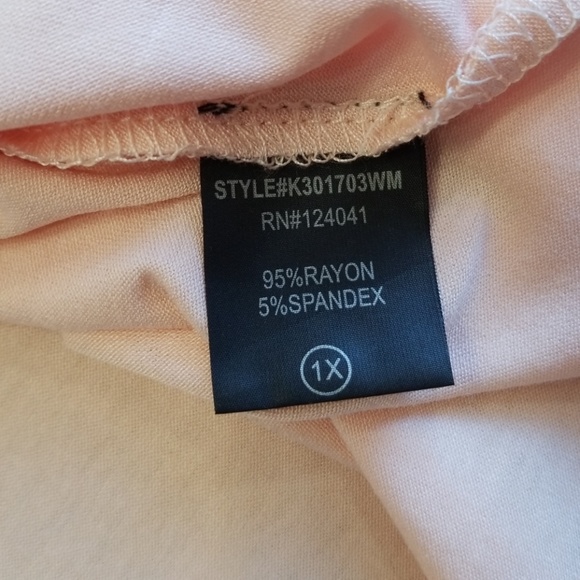 STYLE#K301703WM
RN#124041
95%RAYON
5%SPANDEX
1X